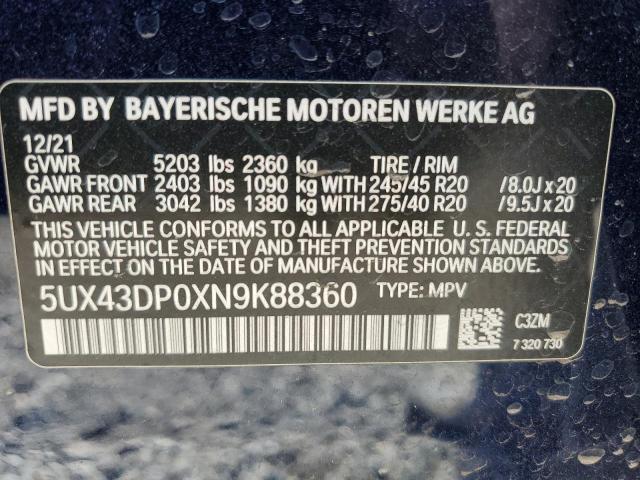 MFD BY BAYERISCHE MOTOREN WERKE AG
12/21
GVWR 5203 lbs 2360 kg TIRE / RIM
GAWR FRONT 2403 lbs 1090 kg WITH 245/45 R20 /8.0J x 20
GAWR REAR 3042 lbs 1380 kg WITH 275/40 R20 /9.5J x 20
THIS VEHICLE CONFORMS TO ALL APPLICABLE U. S. FEDERAL
MOTOR VEHICLE SAFETY AND THEFT PREVENTION STANDARDS
IN EFFECT ON THE DATE OF MANUFACTURE SHOWN ABOVE.
5UX43DP0XN9K88360 TYPE: MPV
C3ZM
7 320 730